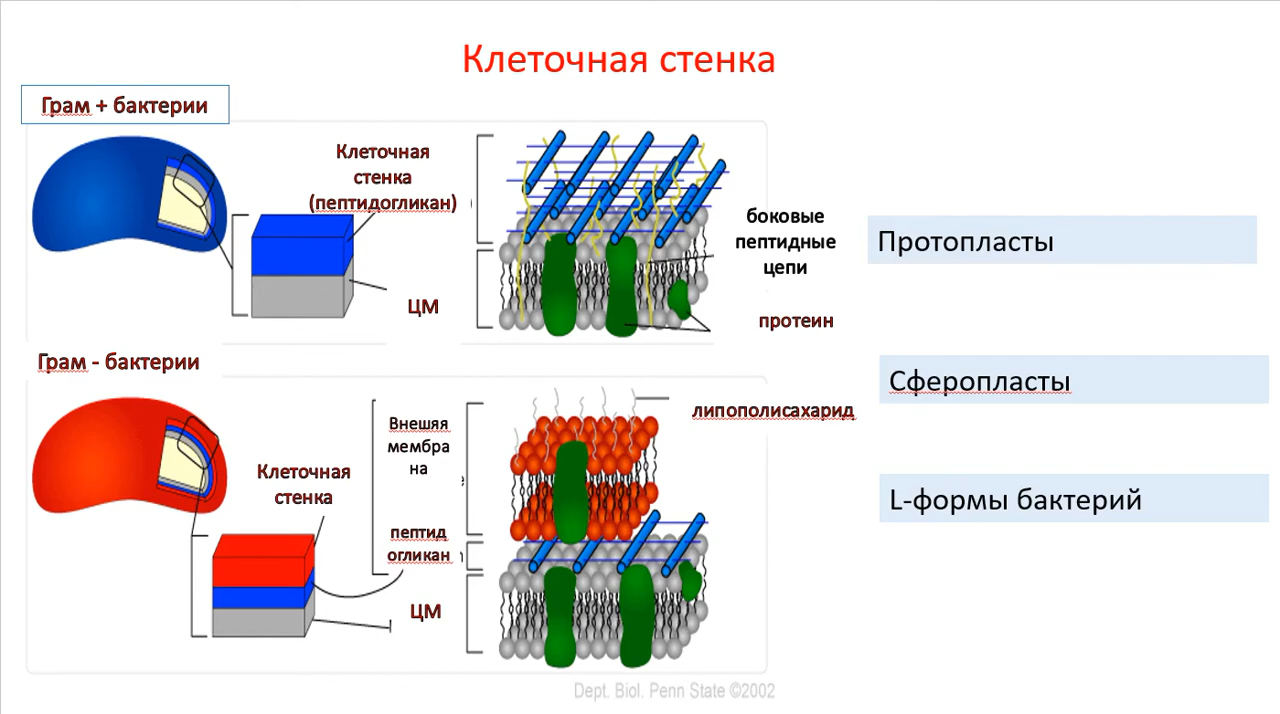 Клеточная стенка
Грам + бактерии
Клеточная
стенка
(пептидогликан)
ЦМ
боковые
пептидные
цепи
протеин
Протопласты
Грам - бактерии
Клеточная
стенка
Внешяя
мембра
на
пептид
огликан
ЦМ
липополисахарид
Сферопласты
L-формы бактерий
Dept. Biol. Penn State ©2002